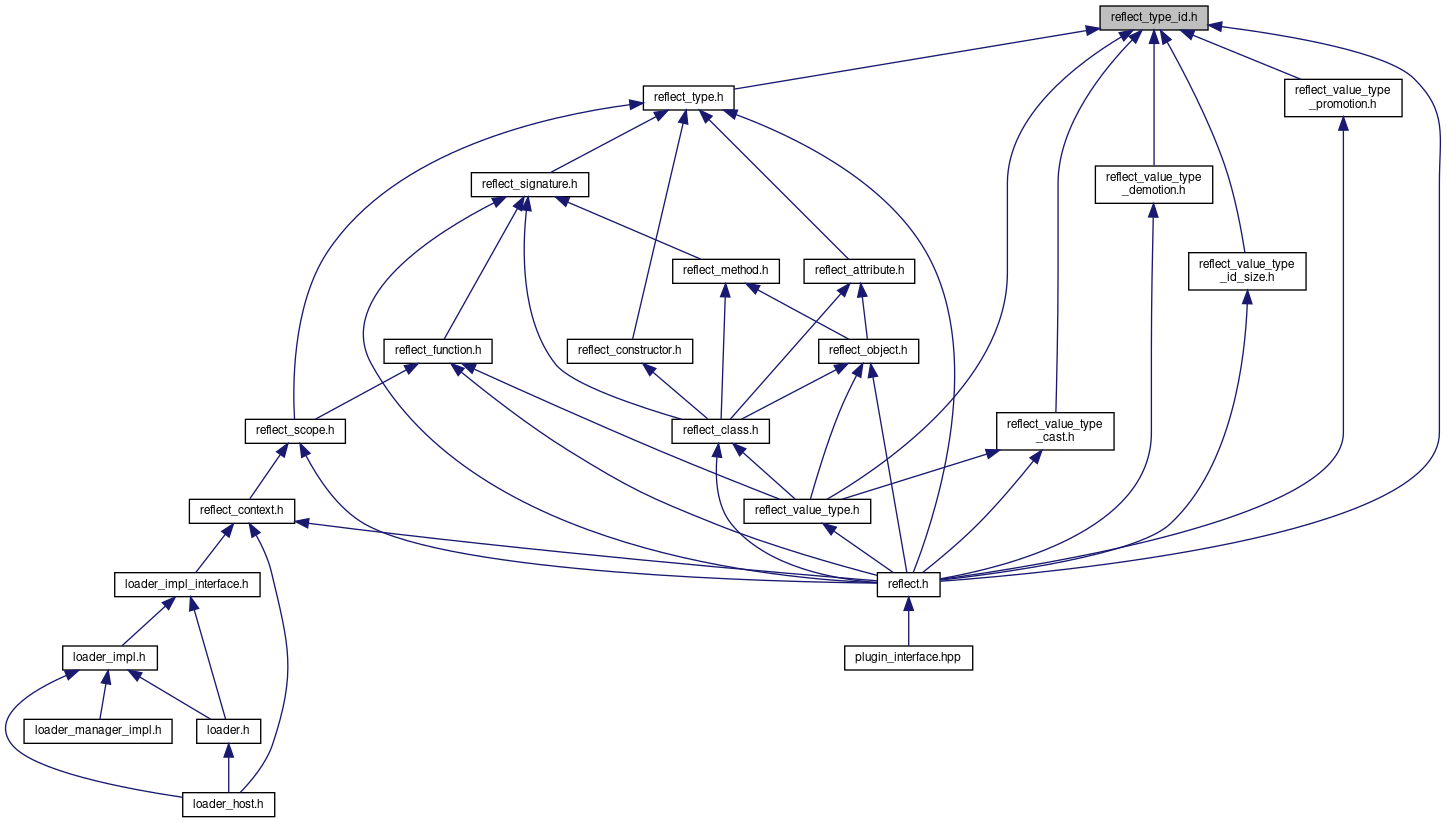 reflect_type_id.h
reflect_type.h
reflect_value_type
_promotion.h
reflect_signature.h
reflect_value_type
_demotion.h
reflect_method.h
reflect_attribute.h
reflect_value_type
_id_size.h
reflect_function.h
reflect_constructor.h
reflect_object.h
reflect_scope.h
reflect_class.h
reflect_value_type
_cast.h
reflect_context.h
reflect_value_type.h
loader_impl_interface.h
reflect.h
loader_impl.h
plugin_interface.hpp
loader_manager_impl.h
loader.h
loader_host.h